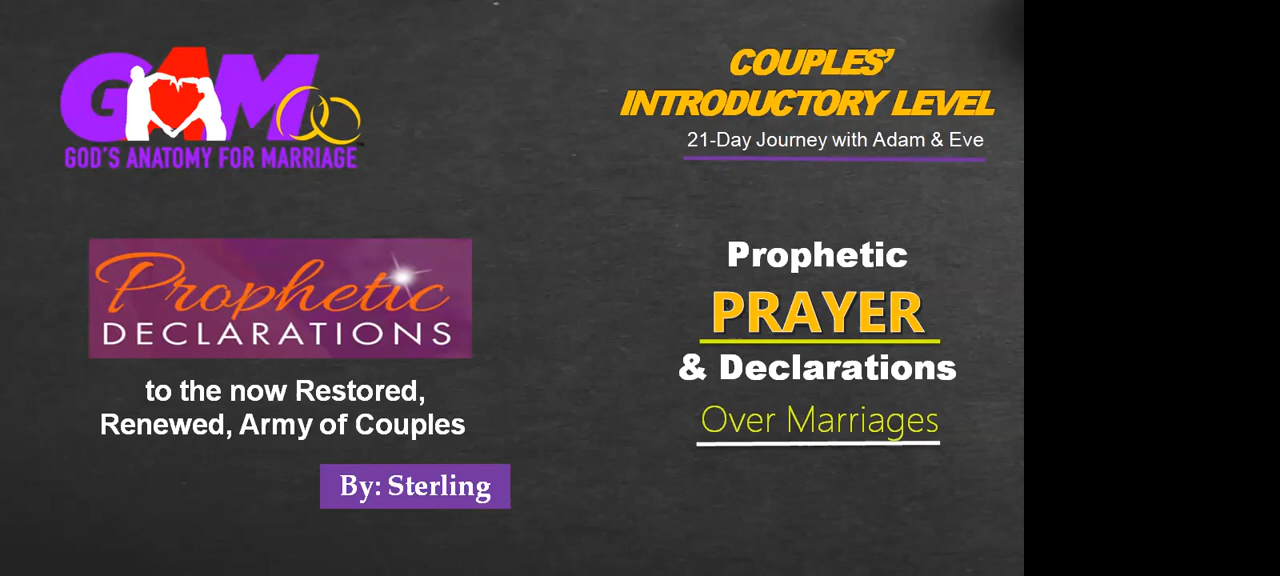 GAM
GOD'S ANATOMY FOR MARRIAGE
COUPLES'
INTRODUCTORY LEVEL
21-Day Journey with Adam & Eve
Prophetic
DECLARATIONS
to the now Restored,
Renewed, Army of Couples
By: Sterling
Prophetic
PRAYER
& Declarations
Over Marriages